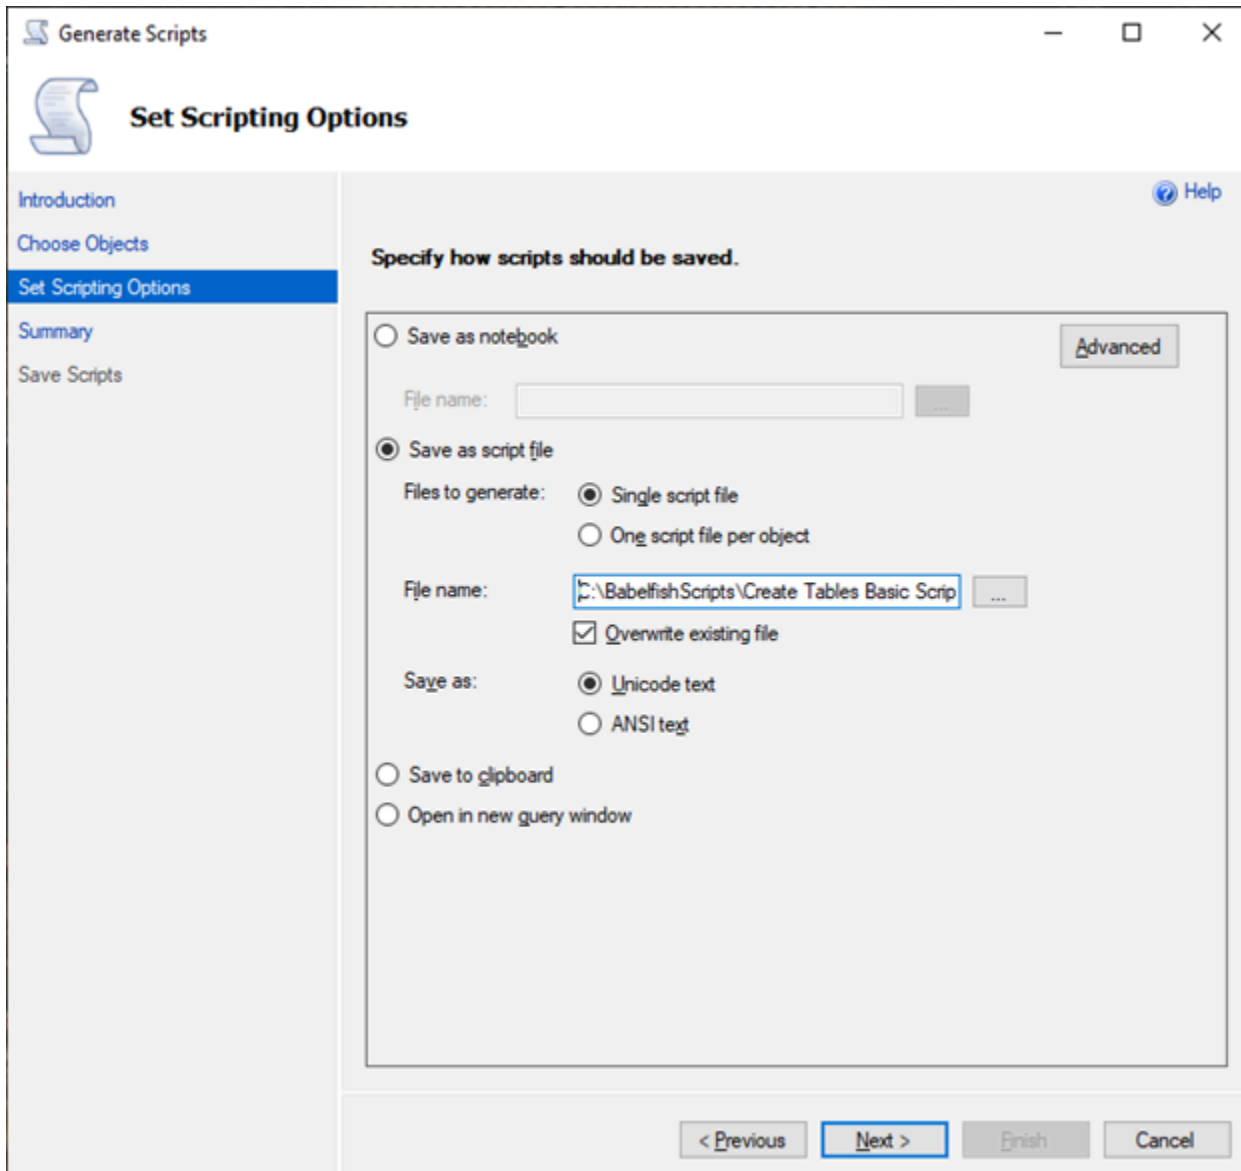 Generate Scripts
Set Scripting Options
Introduction
Choose Objects
Set Scripting Options
Summary
Save Scripts
Help
Specify how scripts should be saved.
Save as notebook
Advanced
File name:
...
Save as script file
Files to generate:
Single script file
One script file per object
File name:
C:\BabelfishScripts\Create Tables Basic Scrip
...
Overwrite existing file
Save as:
Unicode text
ANSI text
Save to clipboard
Open in new query window
< Previous
Next >
Finish
Cancel